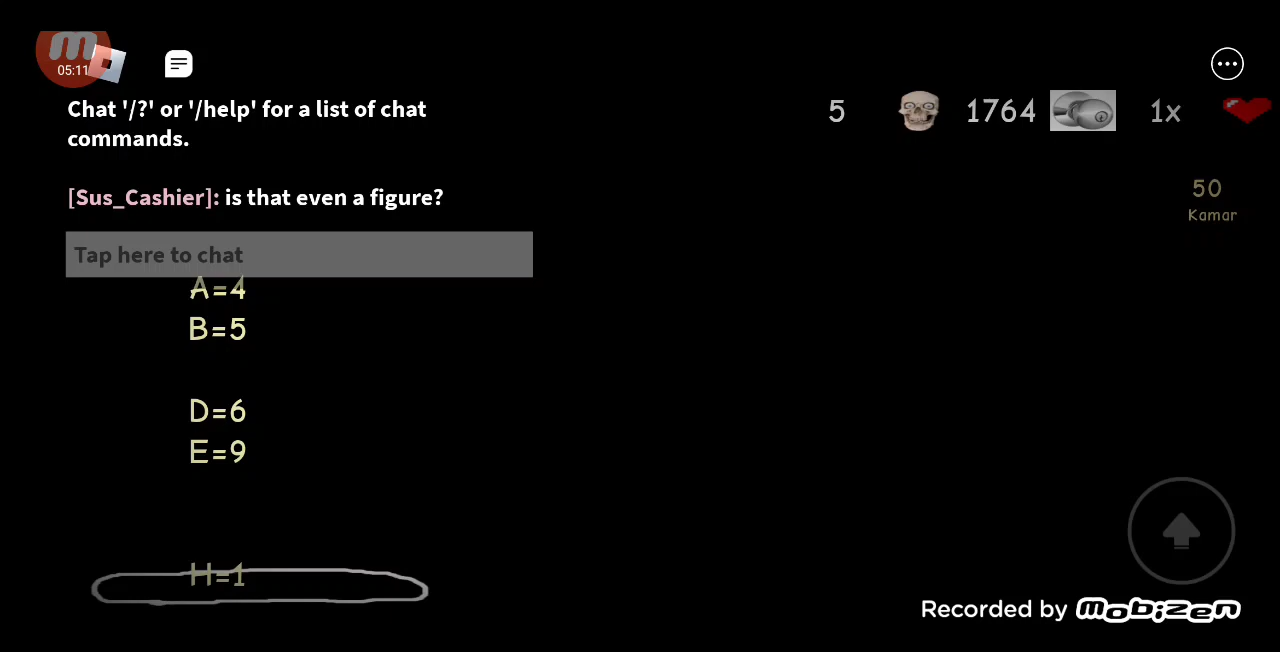 m
05:11
Chat '/?' or '/help' for a list of chat
commands.
5 1764 1x
[Sus_Cashier]: is that even a figure?
50
Kamar
Tap here to chat
A=4
B=5
D=6
E=9
H=1
Recorded by mobizen